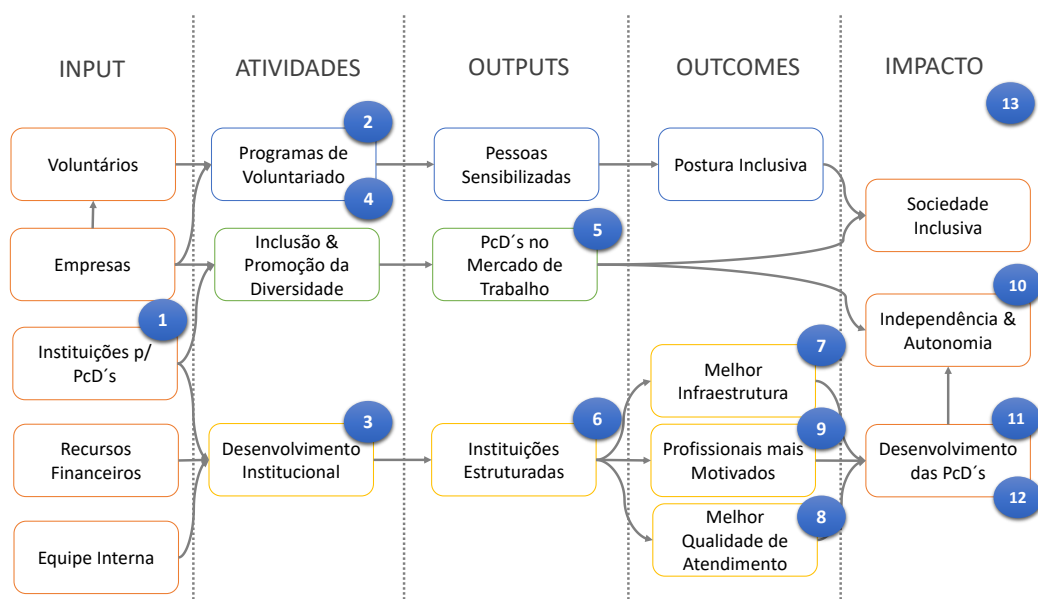 INPUT
ATIVIDADES
OUTPUTS
OUTCOMES
IMPACTO
13
Voluntários
2
Programas de
Voluntariado
4
Pessoas
Sensibilizadas
Postura Inclusiva
Sociedade
Inclusiva
Empresas
Inclusão &
Promoção da
Diversidade
5
PcD´s no
Mercado de
Trabalho
10
Independência &
Autonomia
1
Instituições p/
PcD´s
7
Melhor
Infraestrutura
Recursos
Financeiros
3
Desenvolvimento
Institucional
6
Instituições
Estruturadas
9
Profissionais mais
Motivados
11
Desenvolvimento
das PcD´s
12
Equipe Interna
8
Melhor
Qualidade de
Atendimento